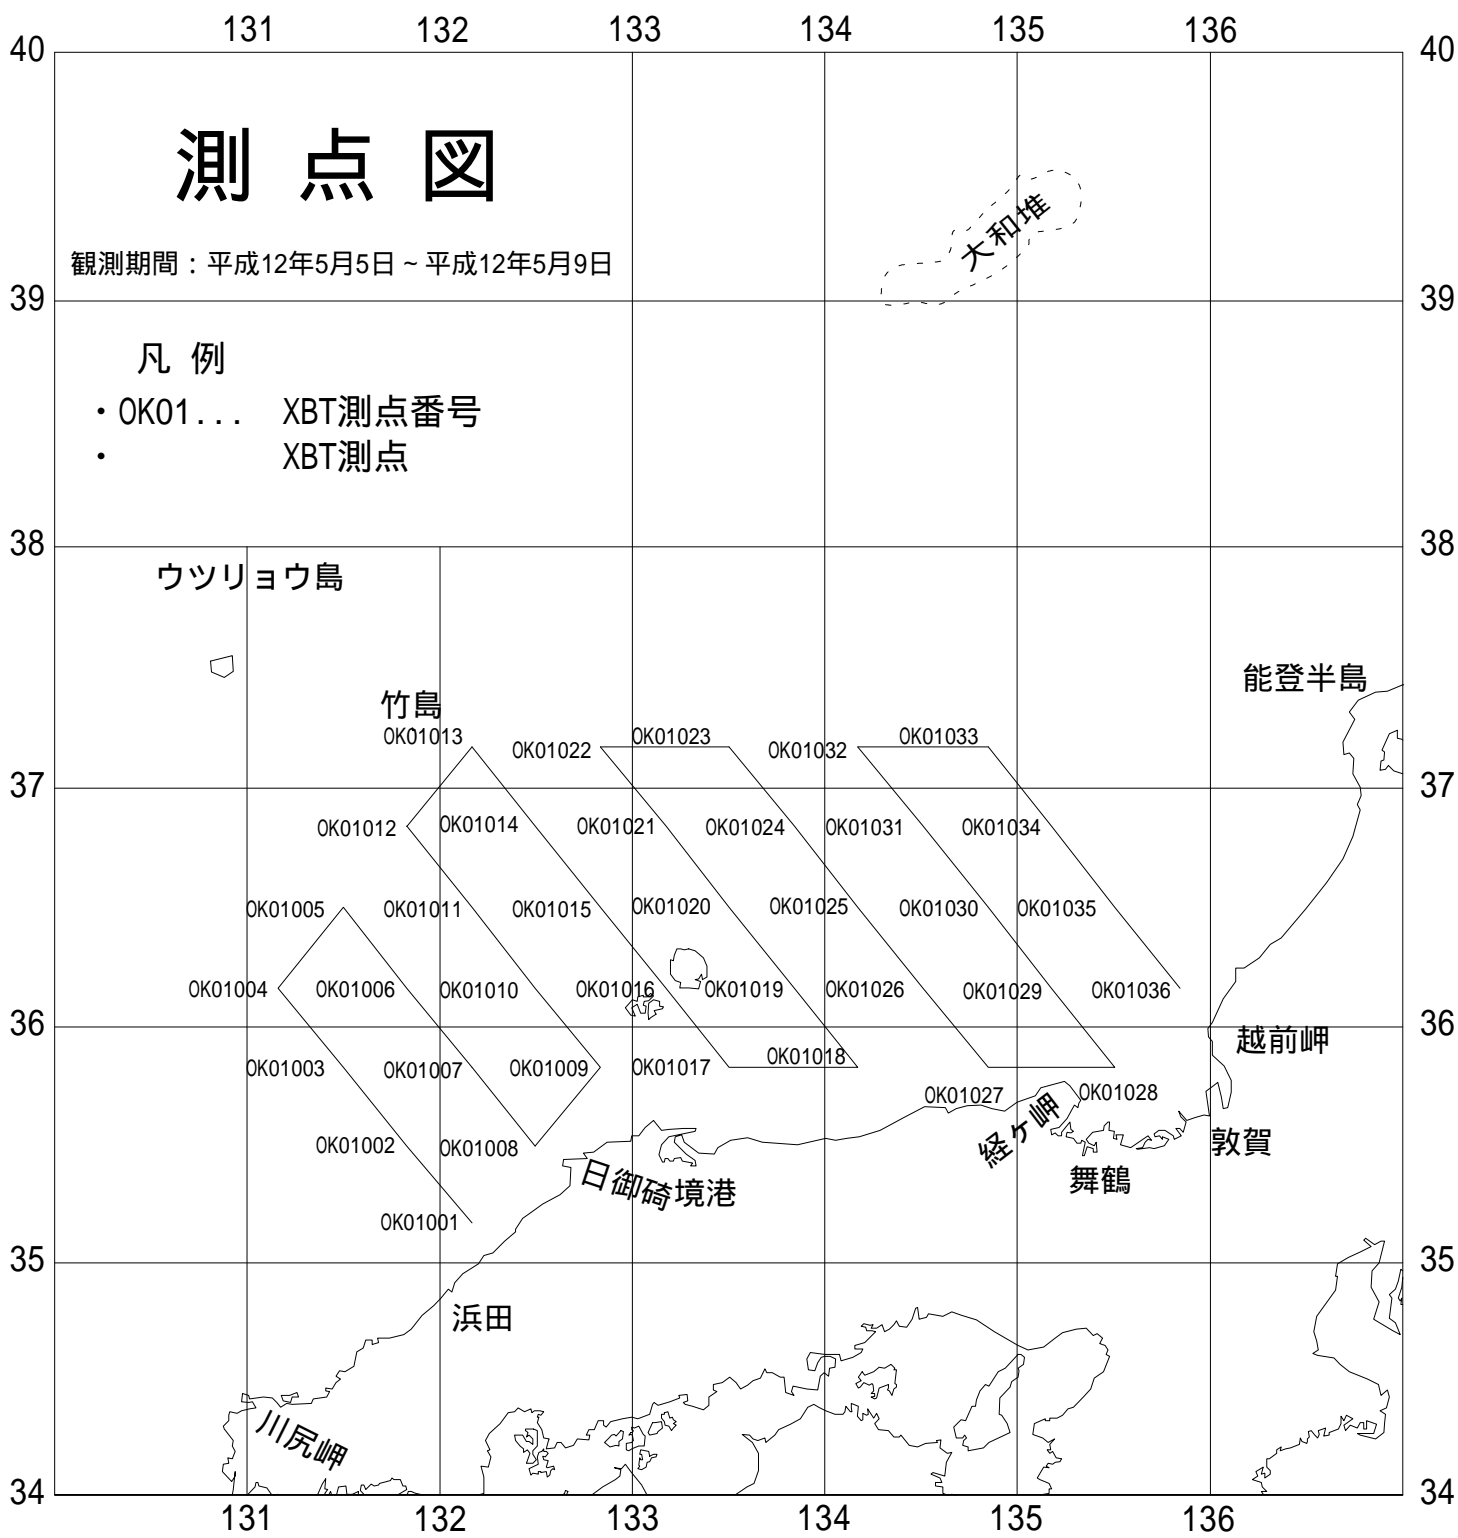 131 132 133 134 135 136
40 40
測点図
大和堆
観測期間：平成12年5月5日～平成12年5月9日
39 39
凡例
・OK01... XBT測点番号
・ XBT測点
38 38
ウツリョウ島
能登半島
竹島
OK01013 OK01022 OK01023 OK01032 OK01033
37 37
OK01012 OK01014 OK01021 OK01024 OK01031 OK01034
OK01005 OK01011 OK01015 OK01020 OK01025 OK01030 OK01035
OK01004 OK01006 OK01010 OK01016 OK01019 OK01026 OK01029 OK01036
36 36
越前岬
OK01003 OK01007 OK01009 OK01017 OK01018
OK01027 OK01028
経ヶ岬
OK01002 OK01008
敦賀
舞鶴
日御碕 境港
OK01001
35 35
浜田
川尻岬
34 34
131 132 133 134 135 136